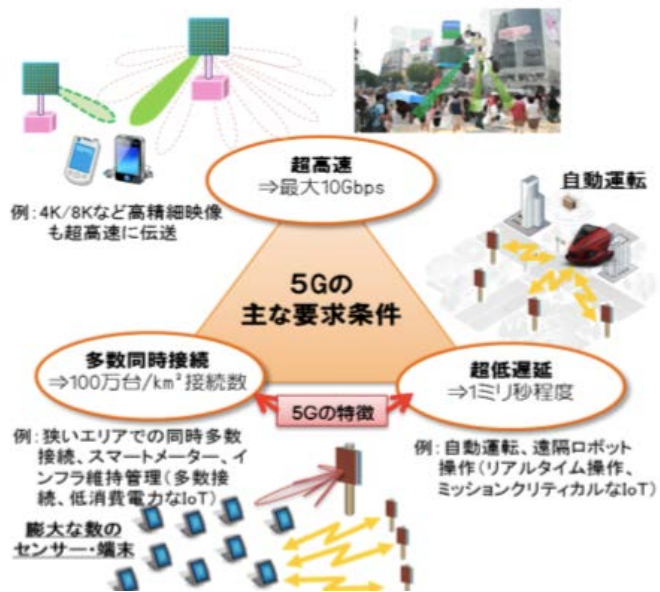 超高速
⇒最大10Gbps
例:4K/8Kなど高精細映像
も超高速に伝送
自動運転
5Gの
主な要求条件
多数同時接続
⇒100万台/km²接続数
超低遅延
⇒1ミリ秒程度
5Gの特徴
例:狭いエリアでの同時多数
接続、スマートメーター、イ
ンフラ維持管理(多数接
続、低消費電力なIoT)
例:自動運転、遠隔ロボット
操作(リアルタイム操作、
ミッションクリティカルなIoT)
膨大な数の
センサー・端末